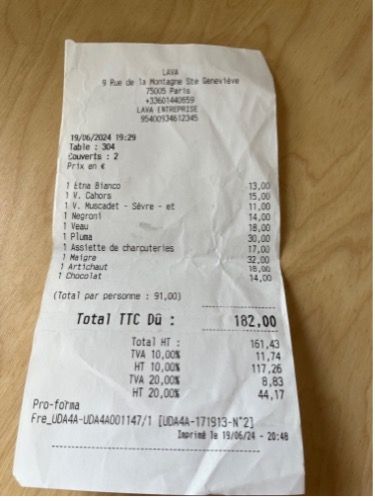 LAVA
9 Rue de la Montagne Ste Geneviève
75005 Paris
+33601440659
LAVA ENTREPRISE
95400934612345
19/06/2024 19:29
Table : 304
Couverts : 2
Prix en €
1 Etna Bianco 13,00
1 V. Cahors 15,00
1 V. Muscadet - Sèvre - et 11,00
1 Negroni 14,00
1 Veau 18,00
1 Pluma 30,00
1 Assiette de charcuteries 17,00
1 Maigre 32,00
1 Artichaut 18,00
1 Chocolat 14,00
(Total par personne : 91,00)
Total TTC Dû : 182,00
Total HT : 161,43
TVA 10,00% 11,74
HT 10,00% 117,26
TVA 20,00% 8,83
HT 20,00% 44,17
Pro-forma
Fre_UDA4A-UDA4A001147/1 [UDA4A-171913-N°2]
Imprimé le 19/06/24 - 20:48